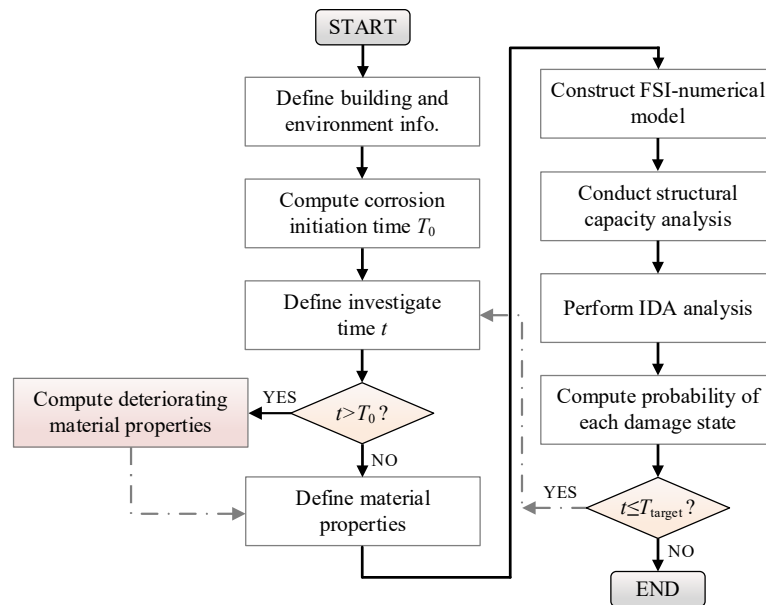 START
Define building and
environment info.
Compute corrosion
initiation time T₀
Define investigate
time t
t>T₀ ?
YES
NO
Compute deteriorating
material properties
Define material
properties
Construct FSI-numerical
model
Conduct structural
capacity analysis
Perform IDA analysis
Compute probability of
each damage state
t≤Ttarget ?
YES
NO
END